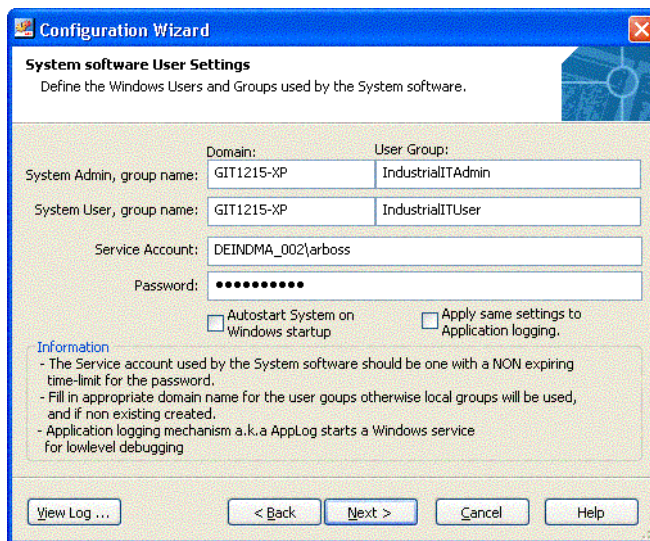 Configuration Wizard
System software User Settings
Define the Windows Users and Groups used by the System software.
Domain: User Group:
System Admin, group name: GIT1215-XP IndustrialITAdmin
System User, group name: GIT1215-XP IndustrialITUser
Service Account: DEINDMA_002\arboss
Password: ●●●●●●●●●●
Autostart System on Windows startup
Apply same settings to Application logging.
Information
- The Service account used by the System software should be one with a NON expiring
time-limit for the password.
- Fill in appropriate domain name for the user goups otherwise local groups will be used,
and if non existing created.
- Application logging mechanism a.k.a AppLog starts a Windows service
for lowlevel debugging
View Log ... < Back Next > Cancel Help